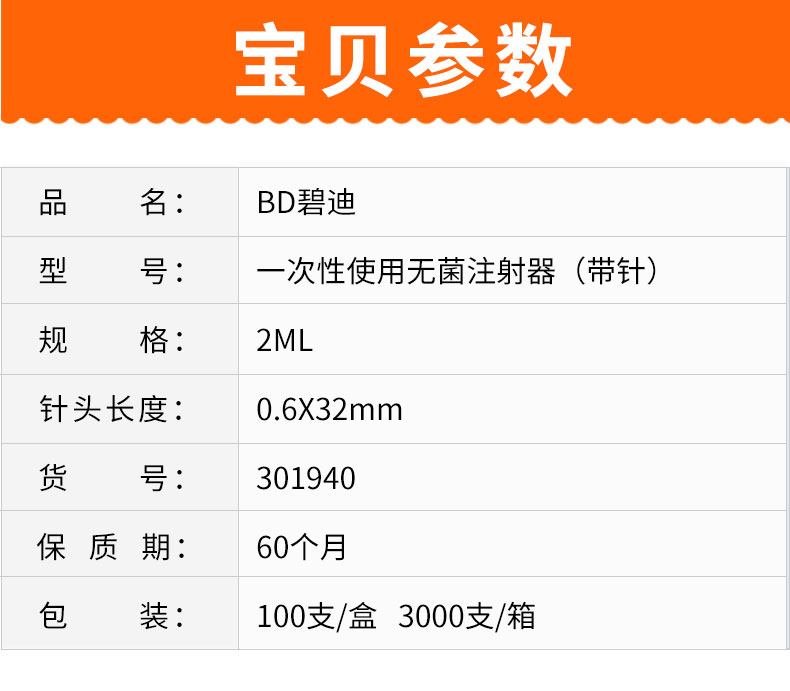 宝贝参数
品名： BD碧迪
型号： 一次性使用无菌注射器（带针）
规格： 2ML
针头长度： 0.6X32mm
货号： 301940
保质期： 60个月
包装： 100支/盒 3000支/箱